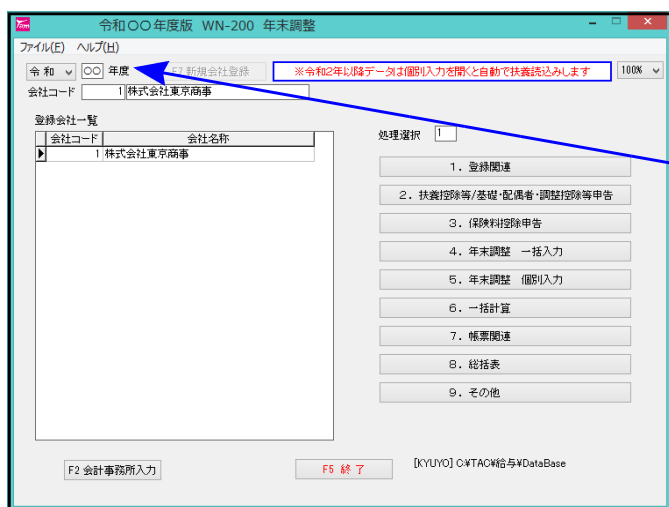 Tam
令和〇〇年度版 WN-200 年末調整
ファイル(F) ヘルプ(H)
令和 〇〇 年度 F7 新規会社登録 ※令和2年以降データは個別入力を開くと自動で扶養読込みします 100%
会社コード 1 株式会社東京商事
登録会社一覧
処理選択 1
会社コード 会社名称
1 株式会社東京商事
1. 登録関連
2. 扶養控除等/基礎・配偶者・調整控除等申告
3. 保険料控除申告
4. 年末調整 一括入力
5. 年末調整 個別入力
6. 一括計算
7. 帳票関連
8. 総括表
9. その他
F2 会計事務所入力
F5 終了
[KYUYO] C:¥TAC¥給与¥DataBase